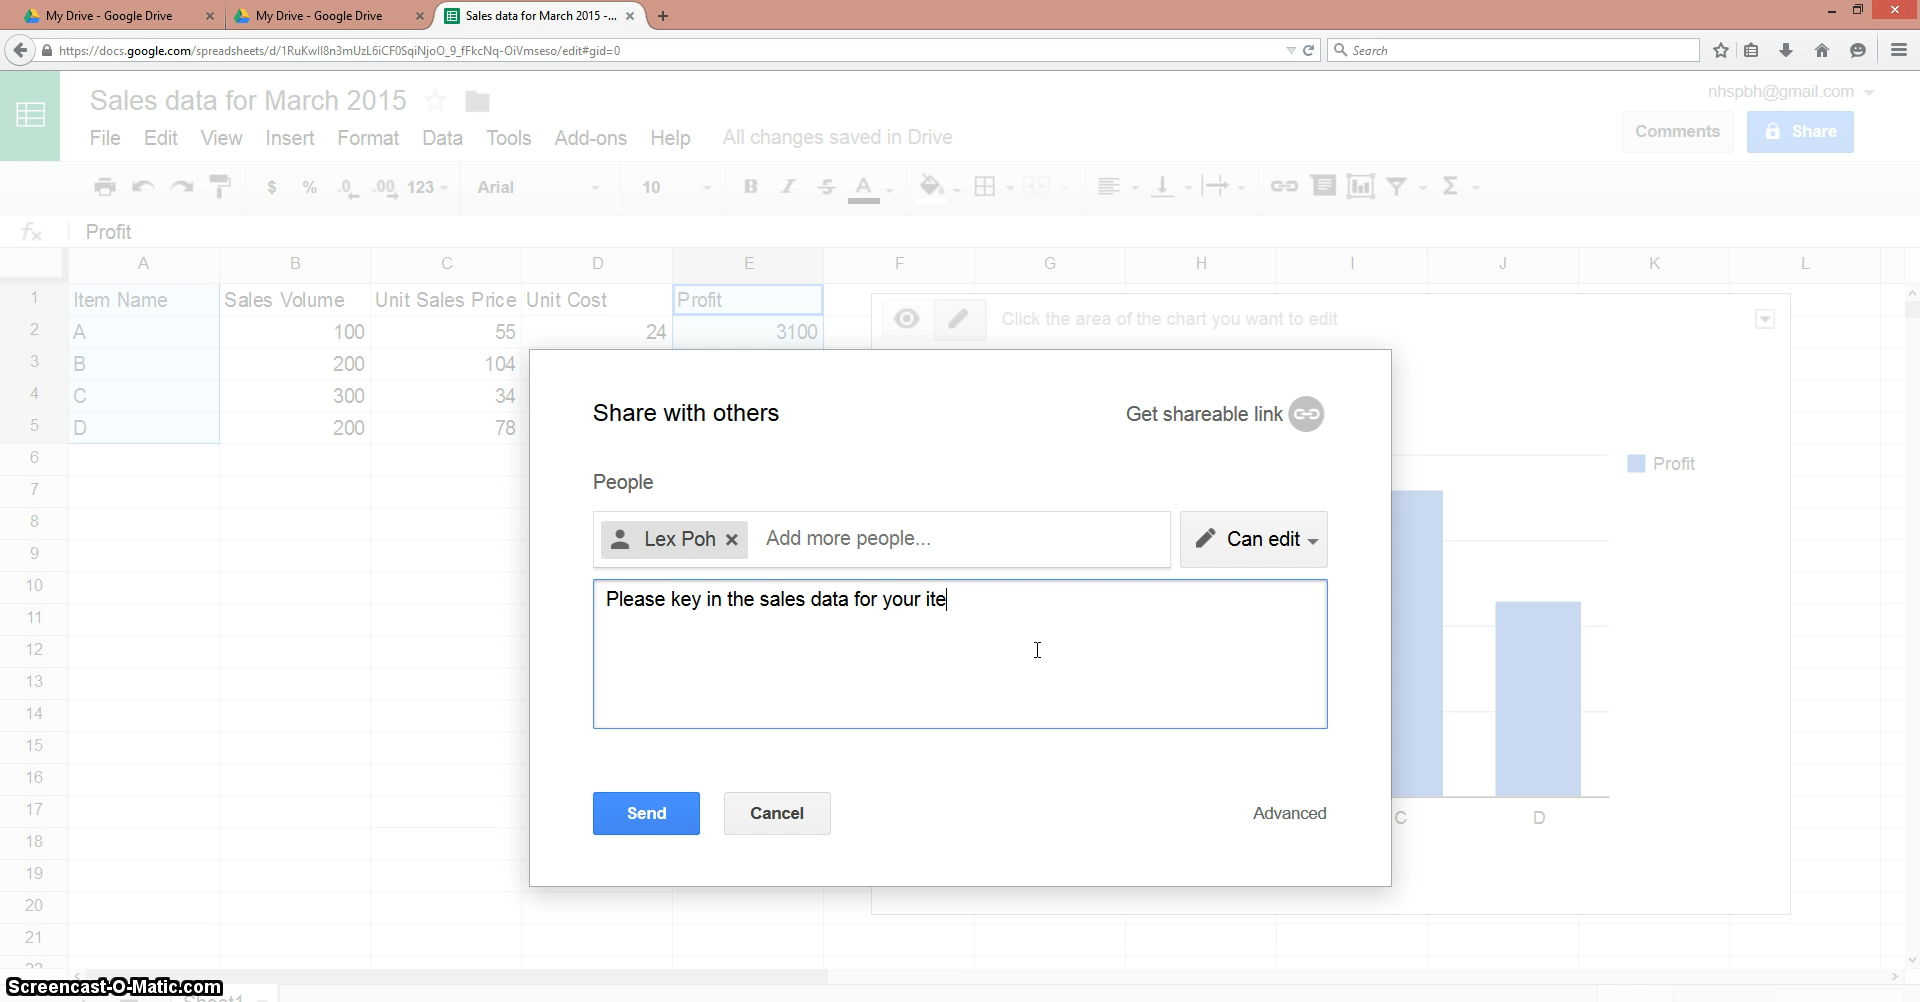 My Drive - Google Drive
My Drive - Google Drive
Sales data for March 2015 -...
https://docs.google.com/spreadsheets/d/1RuKwII8n3mUzL6iCF0SqiNjoO_9_fFkcNq-OiVmseso/edit#gid=0
Search
Sales data for March 2015
nhspbh@gmail.com
File Edit View Insert Format Data Tools Add-ons Help All changes saved in Drive
Comments Share
$ % .0 .00 123 Arial 10 B I S A Σ
fx Profit
A B C D E F G H I J K L
1 Item Name Sales Volume Unit Sales Price Unit Cost Profit
Click the area of the chart you want to edit
2 A 100 55 24 3100
3 B 200 104
4 C 300 34
5 D 200 78
6
7
8
9
10
11
12
13
14
15
16
17
18
19
20
21
22
Share with others Get shareable link
People
Lex Poh × Add more people... Can edit
Please key in the sales data for your ite
Send Cancel Advanced
Profit
C D
Screencast-O-Matic.com
Sheet1